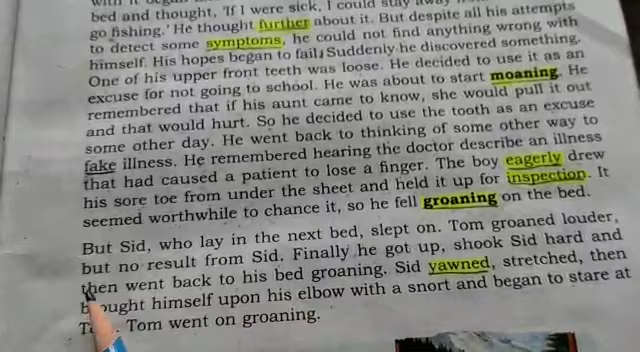 bed and thought, 'If I were sick, I could stay away
go fishing.' He thought further about it. But despite all his attempts
to detect some symptoms, he could not find anything wrong with
himself. His hopes began to fail. Suddenly he discovered something.
One of his upper front teeth was loose. He decided to use it as an
excuse for not going to school. He was about to start moaning. He
remembered that if his aunt came to know, she would pull it out
and that would hurt. So he decided to use the tooth as an excuse
some other day. He went back to thinking of some other way to
fake illness. He remembered hearing the doctor describe an illness
that had caused a patient to lose a finger. The boy eagerly drew
his sore toe from under the sheet and held it up for inspection. It
seemed worthwhile to chance it, so he fell groaning on the bed.
But Sid, who lay in the next bed, slept on. Tom groaned louder,
but no result from Sid. Finally he got up, shook Sid hard and
then went back to his bed groaning. Sid yawned, stretched, then
brought himself upon his elbow with a snort and began to stare at
Tom went on groaning.